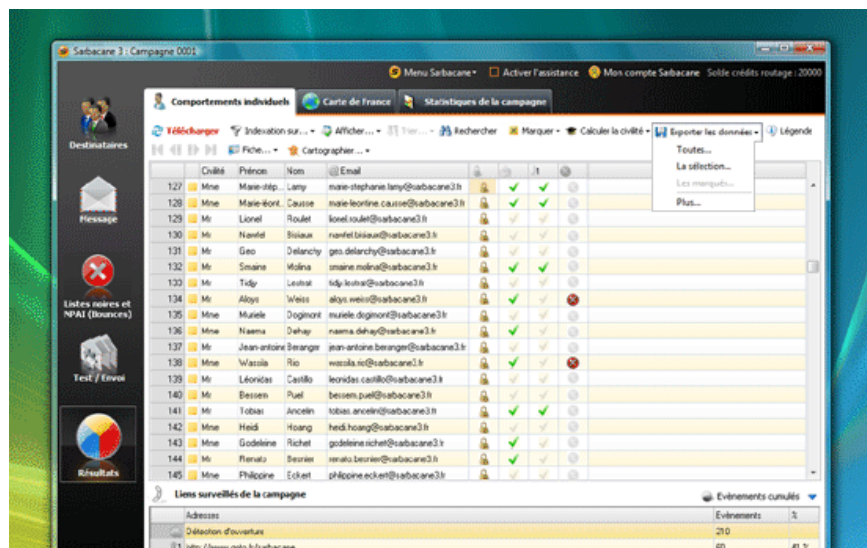 Sarbacane 3 : Campagne 0001
Menu Sarbacane Activer l'assistance Mon compte Sarbacane Solde crédits routage : 20000
Comportements individuels Carte de France Statistiques de la campagne
Télécharger Indexation sur... Afficher... Trier... Rechercher Marquer Calculer la civilité Exporter les données Légende
Fiche... Cartographier...
Toutes...
La sélection...
Les marqués...
Plus...
Destinataires
Message
Listes noires et
NPAI (Bounces)
Test / Envoi
Résultats
Civilité Prénom Nom @Email
127 Mme Marie-stép... Lamy marie-stephanie.lamy@sarbacane3.fr
128 Mme Marie-léont... Causse marie-leontine.causse@sarbacane3.fr
129 Mr Lionel Roulet lionel.roulet@sarbacane3.fr
130 Mr Nawfel Bisiaux nawfel.bisiaux@sarbacane3.fr
131 Mr Geo Delanchy geo.delanchy@sarbacane3.fr
132 Mr Smaine Molina smaine.molina@sarbacane3.fr
133 Mr Tidjy Lestrat tidjy.lestrat@sarbacane3.fr
134 Mr Aloys Weiss aloys.weiss@sarbacane3.fr
135 Mr Muriele Dogimont muriele.dogimont@sarbacane3.fr
136 Mme Naema Dehay naema.dehay@sarbacane3.fr
137 Mr Jean-antoine Beranger jean-antoine.beranger@sarbacane3.fr
138 Mme Wassila Rio wassila.rio@sarbacane3.fr
139 Mr Léonidas Castillo leonidas.castillo@sarbacane3.fr
140 Mr Bessem Puel bessem.puel@sarbacane3.fr
141 Mr Tobias Ancelin tobias.ancelin@sarbacane3.fr
142 Mme Heidi Hoang heidi.hoang@sarbacane3.fr
143 Mme Godeleine Richet godeleine.richet@sarbacane3.fr
144 Mr Renato Besnier renato.besnier@sarbacane3.fr
145 Mme Philippine Eckert philippine.eckert@sarbacane3.fr
Liens surveillés de la campagne Evènements cumulés
Adresses Evènements %
Détection d'ouverture 210